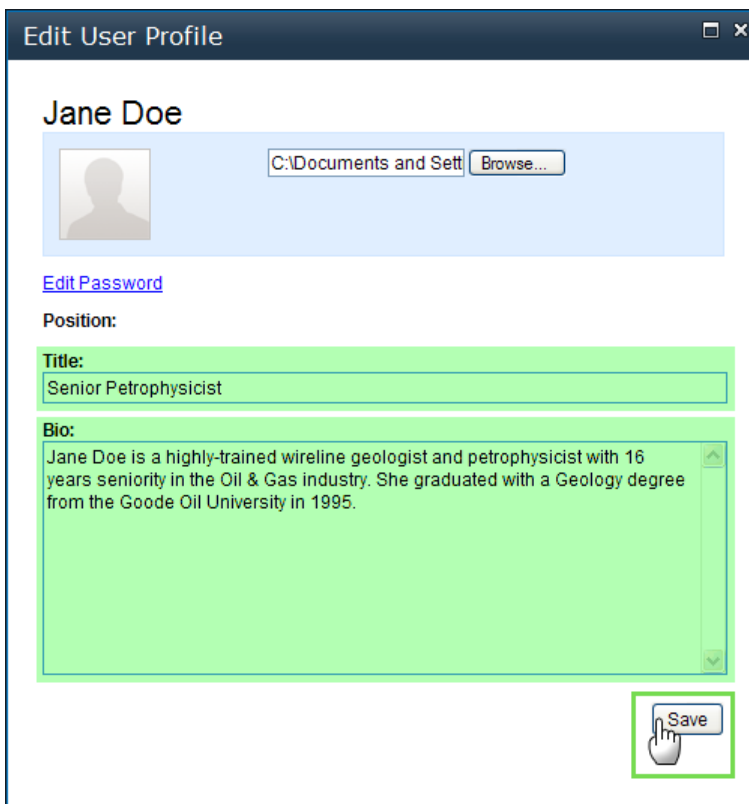 Edit User Profile
Jane Doe
C:\Documents and Sett Browse...
Edit Password
Position:
Title:
Senior Petrophysicist
Bio:
Jane Doe is a highly-trained wireline geologist and petrophysicist with 16
years seniority in the Oil & Gas industry. She graduated with a Geology degree
from the Goode Oil University in 1995.
Save